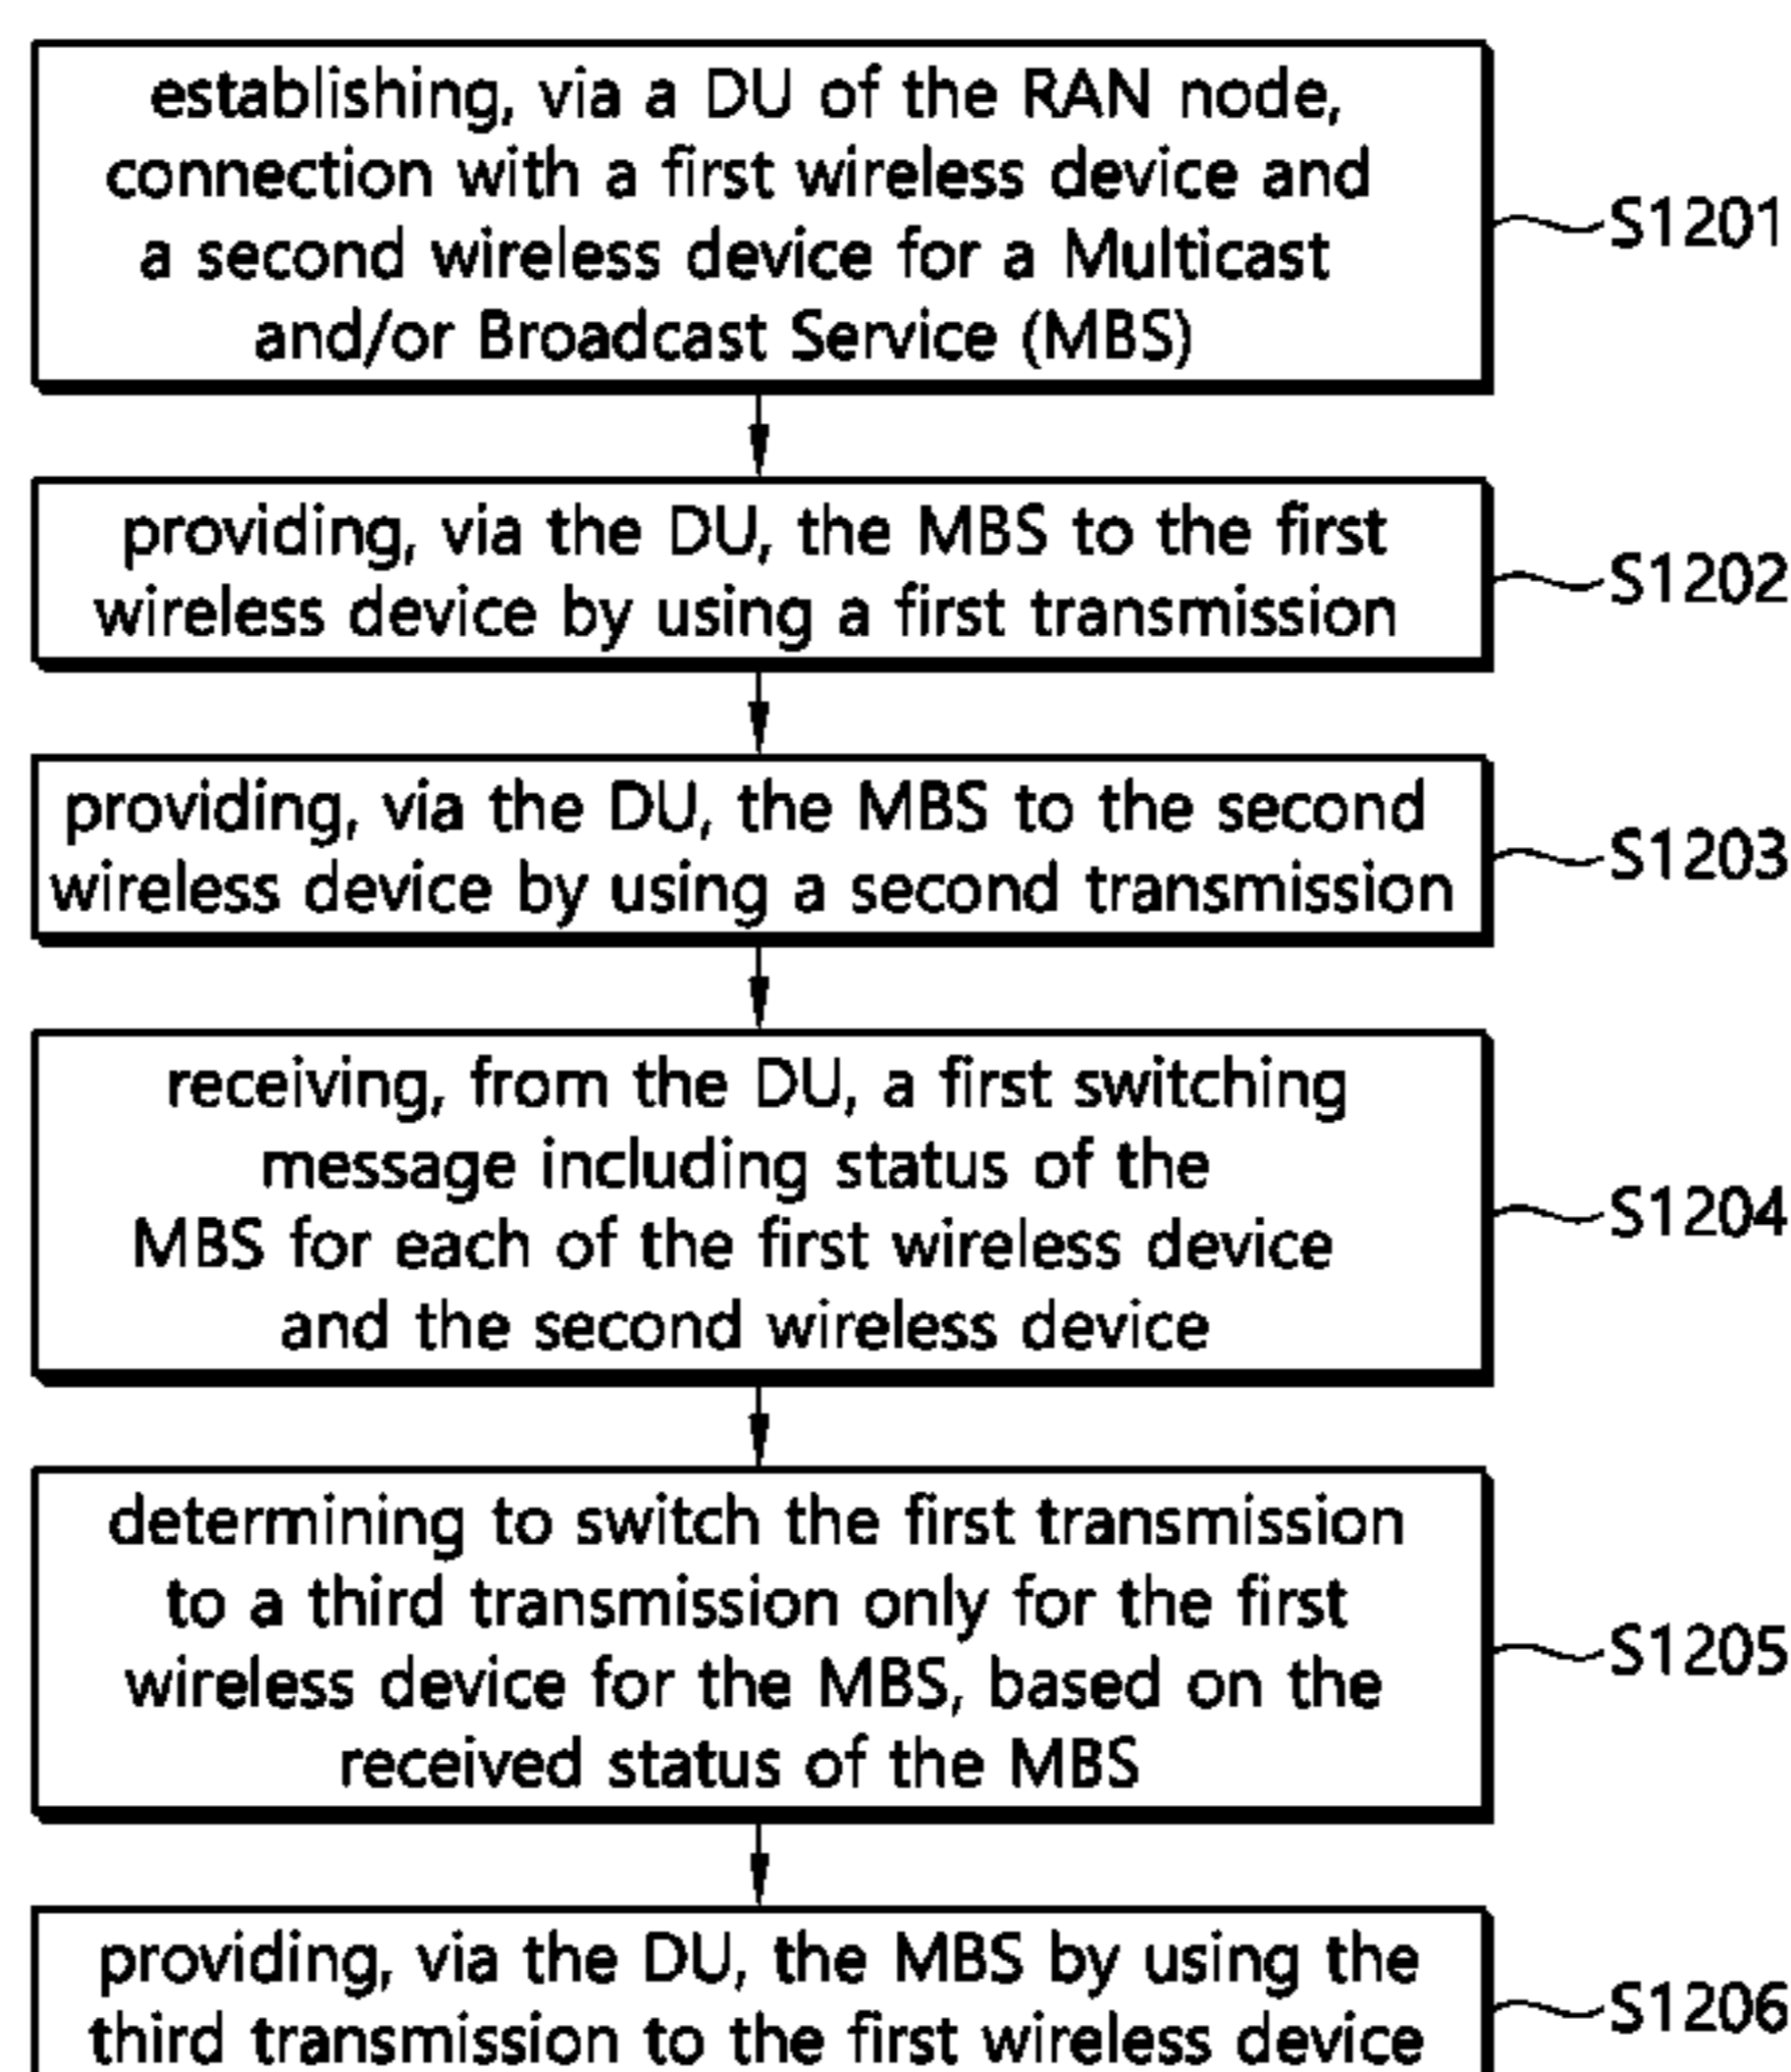 establishing, via a DU of the RAN node,
connection with a first wireless device and
a second wireless device for a Multicast
and/or Broadcast Service (MBS)
S1201
providing, via the DU, the MBS to the first
wireless device by using a first transmission
S1202
providing, via the DU, the MBS to the second
wireless device by using a second transmission
S1203
receiving, from the DU, a first switching
message including status of the
MBS for each of the first wireless device
and the second wireless device
S1204
determining to switch the first transmission
to a third transmission only for the first
wireless device for the MBS, based on the
received status of the MBS
S1205
providing, via the DU, the MBS by using the
third transmission to the first wireless device
S1206